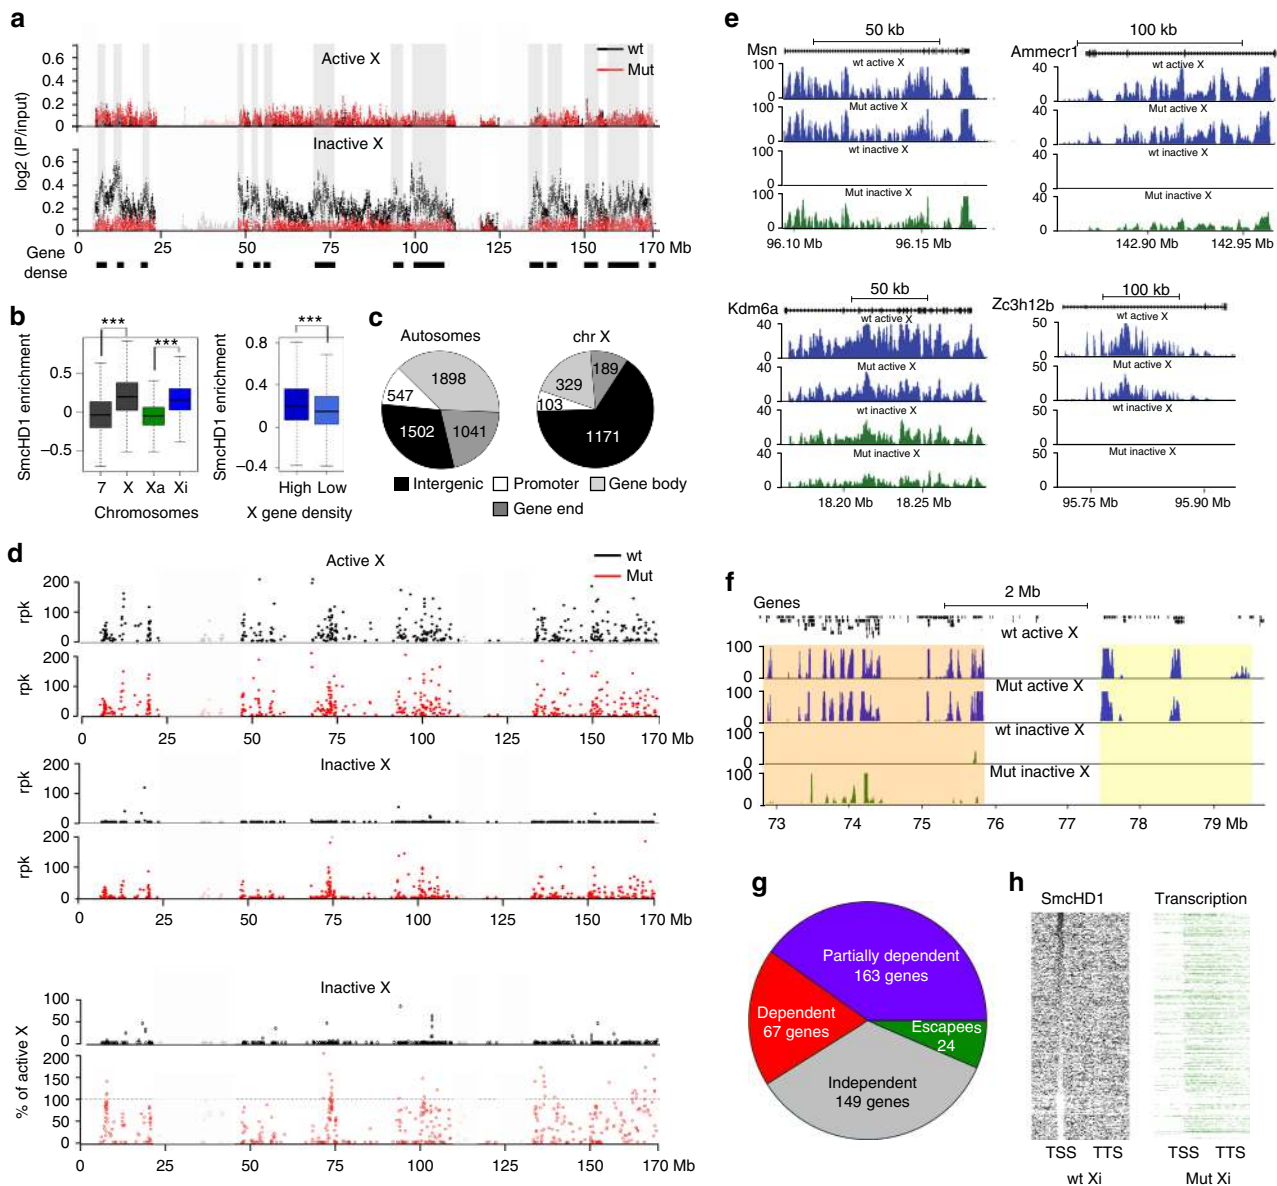 a
Active X
wt
Mut
0.6
0.4
0.2
0
Inactive X
0.6
0.4
0.2
0
log2 (IP/input)
0 25 50 75 100 125 150 170 Mb
Gene
dense
b
SmcHD1 enrichment
***
***
0.5
0
–0.5
7 X Xa Xi
Chromosomes
SmcHD1 enrichment
***
0.8
0.4
0
–0.4
High Low
X gene density
c
Autosomes
1898
547
1502
1041
chr X
189
329
103
1171
Intergenic
Promoter
Gene body
Gene end
d
Active X
wt
Mut
rpk
200
100
0
rpk
200
100
0
0 25 50 75 100 125 150 170 Mb
Inactive X
rpk
200
100
0
rpk
200
100
0
0 25 50 75 100 125 150 170 Mb
Inactive X
% of active X
100
50
0
200
150
100
50
0
0 25 50 75 100 125 150 170 Mb
e
50 kb
Msn
wt active X
100
0
Mut active X
100
0
wt inactive X
100
0
Mut inactive X
100
0
96.10 Mb 96.15 Mb
100 kb
Ammecr1
wt active X
40
0
Mut active X
40
0
wt inactive X
40
0
Mut inactive X
40
0
142.90 Mb 142.95 Mb
50 kb
Kdm6a
wt active X
40
0
Mut active X
40
0
wt inactive X
40
0
Mut inactive X
40
0
18.20 Mb 18.25 Mb
100 kb
Zc3h12b
wt active X
50
0
Mut active X
50
0
wt inactive X
50
0
Mut inactive X
50
0
95.75 Mb 95.90 Mb
f
2 Mb
Genes
wt active X
100
0
Mut active X
100
0
wt inactive X
100
0
Mut inactive X
100
0
73 74 75 76 77 78 79 Mb
g
Partially dependent
163 genes
Dependent
67 genes
Escapees
24
Independent
149 genes
h
SmcHD1
Transcription
TSS TTS
TSS TTS
wt Xi
Mut Xi